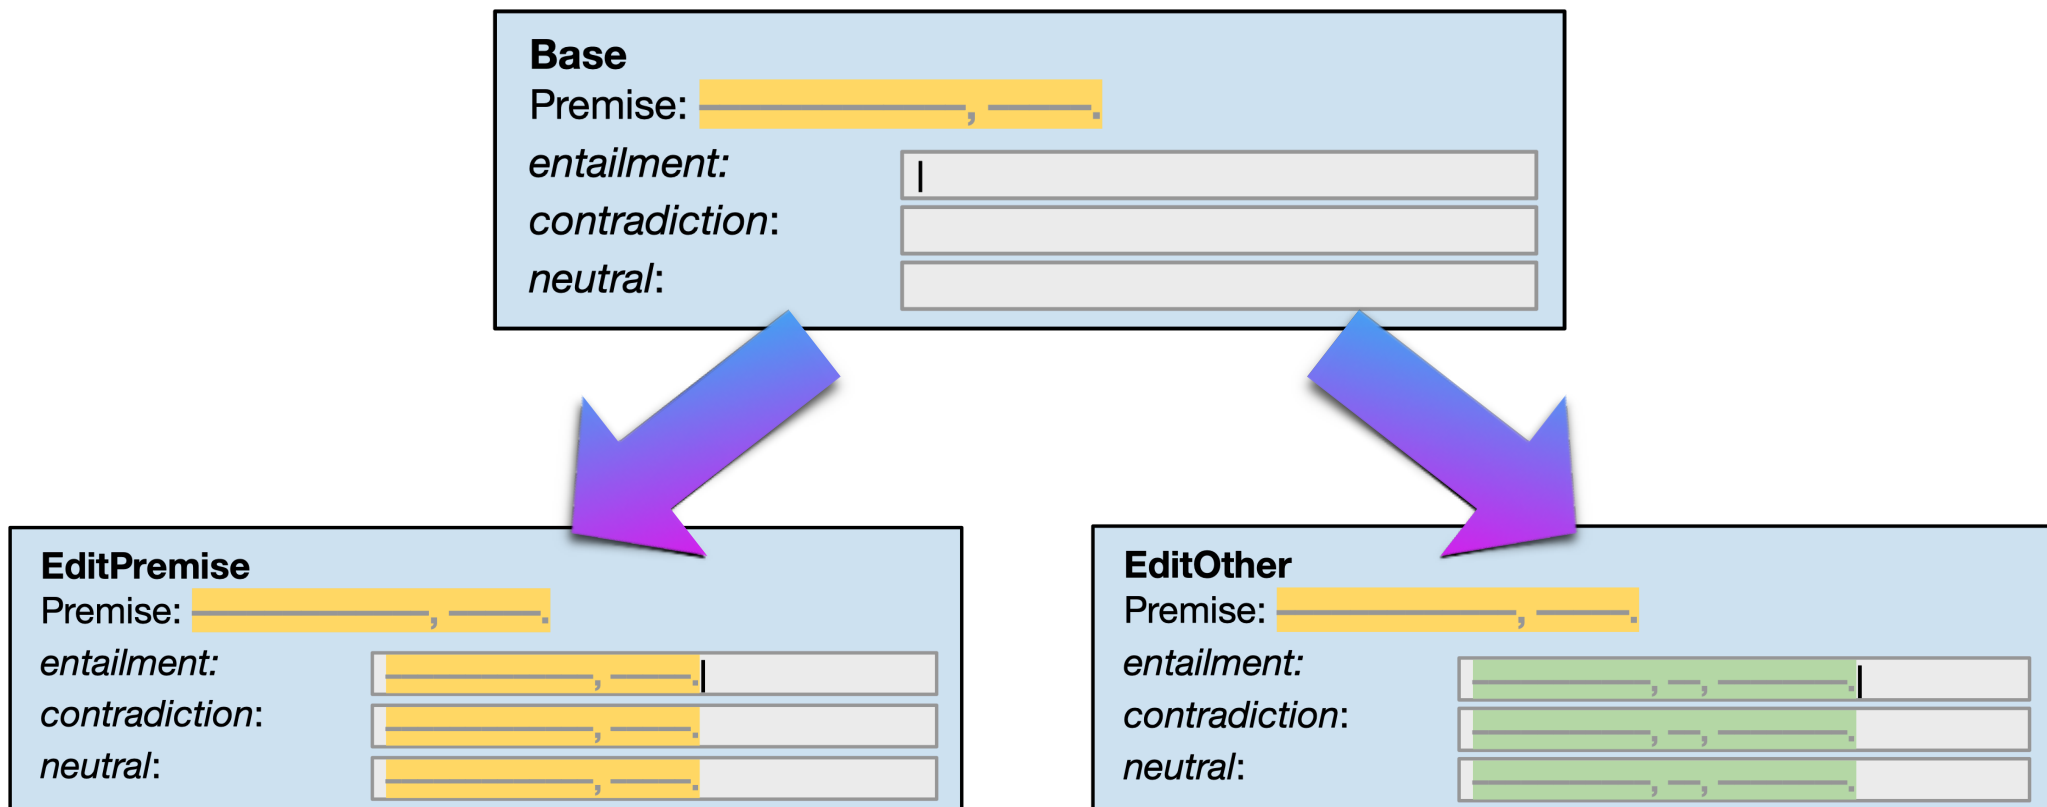 Base
Premise:
entailment:
contradiction:
neutral:
EditPremise
Premise:
entailment:
contradiction:
neutral:
EditOther
Premise:
entailment:
contradiction:
neutral: